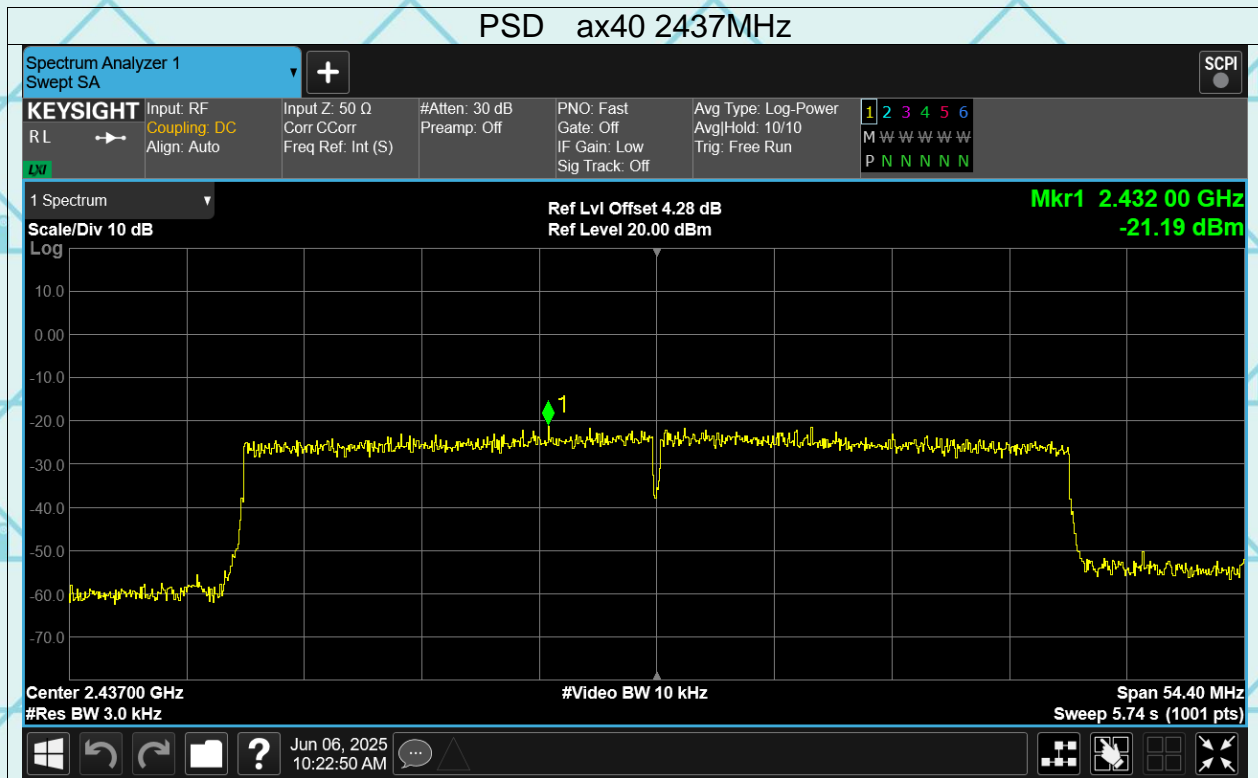 PSD ax40 2437MHz
Spectrum Analyzer 1
Swept SA
SCPI
KEYSIGHT Input: RF Input Z: 50 Ω #Atten: 30 dB PNO: Fast Avg Type: Log-Power 1 2 3 4 5 6
R L Coupling: DC Corr CCorr Preamp: Off Gate: Off Avg|Hold: 10/10 M W W W W W
Align: Auto Freq Ref: Int (S) IF Gain: Low Trig: Free Run P N N N N N
LXI Sig Track: Off
1 Spectrum Ref Lvl Offset 4.28 dB Mkr1 2.432 00 GHz
Scale/Div 10 dB Ref Level 20.00 dBm -21.19 dBm
Log
10.0
0.00
-10.0
1
-20.0
-30.0
-40.0
-50.0
-60.0
-70.0
Center 2.43700 GHz #Video BW 10 kHz Span 54.40 MHz
#Res BW 3.0 kHz Sweep 5.74 s (1001 pts)
? Jun 06, 2025
10:22:50 AM